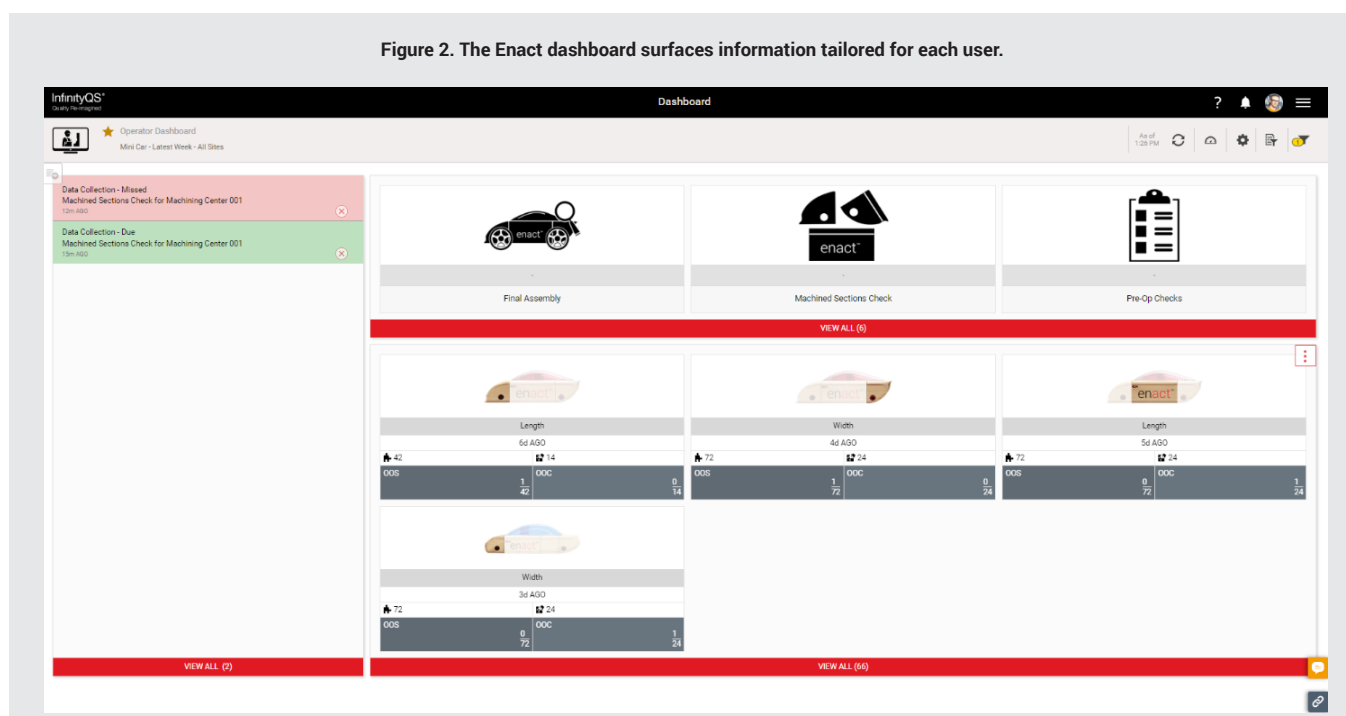 Figure 2. The Enact dashboard surfaces information tailored for each user.
InfinityQS®
Quality Re-imagined
Dashboard
?
Operator Dashboard
Mini Car - Latest Week - All Sites
As of
1:26 PM
Data Collection - Missed
Machined Sections Check for Machining Center 001
12m AGO
Data Collection - Due
Machined Sections Check for Machining Center 001
15m AGO
VIEW ALL (2)
enact
-
Final Assembly
enact
-
Machined Sections Check
-
Pre-Op Checks
VIEW ALL (6)
enact
Length
6d AGO
42 14
OOS 1/42 OOC 0/14
enact
Width
4d AGO
72 24
OOS 1/72 OOC 0/24
enact
Length
5d AGO
72 24
OOS 0/72 OOC 1/24
enact
Width
3d AGO
72 24
OOS 0/72 OOC 1/24
VIEW ALL (66)